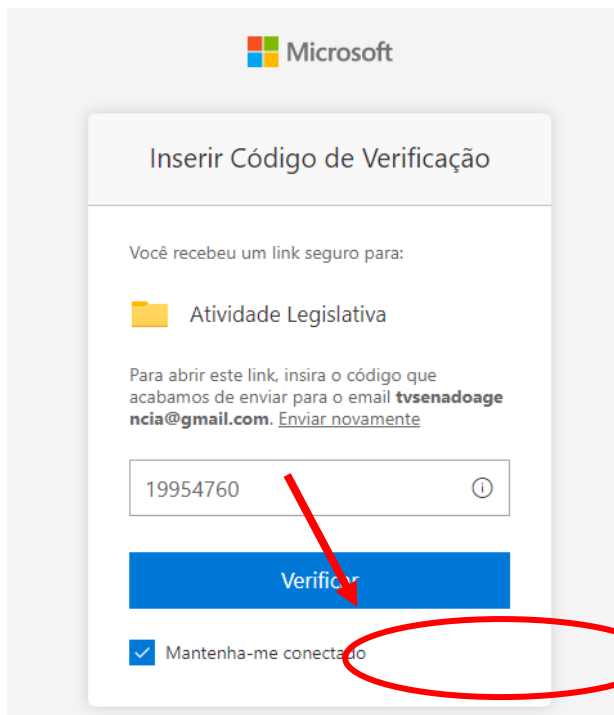 Microsoft
Inserir Código de Verificação
Você recebeu um link seguro para:
Atividade Legislativa
Para abrir este link, insira o código que
acabamos de enviar para o email tvsenadoage
ncia@gmail.com. Enviar novamente
19954760
Verificar
Mantenha-me conectado